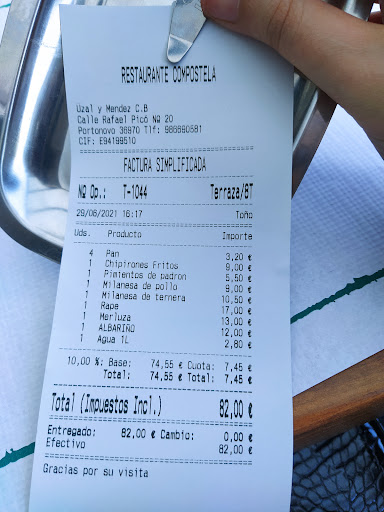 RESTAURANTE COMPOSTELA
Úzal y Mendez C.B
Calle Rafael Picó Nº 20
Portonovo 36970 Tlf: 986690581
CIF: E94199510
FACTURA SIMPLIFICADA
Nº Op.: T-1044 Terraza/6T
29/06/2021 16:17 Toño
Uds. Producto Importe
4 Pan 3,20 €
1 Chipirones Fritos 9,00 €
1 Pimientos de padron 5,50 €
1 Milanesa de pollo 9,00 €
1 Milanesa de ternera 10,50 €
1 Rape 17,00 €
1 Merluza 13,00 €
1 ALBARIÑO 12,00 €
1 Agua 1L 2,80 €
10,00 %: Base: 74,55 € Cuota: 7,45 €
Total: 74,55 € Total: 7,45 €
Total (Impuestos Incl.) 82,00 €
Entregado: 82,00 € Cambio: 0,00 €
Efectivo 82,00 €
Gracias por su visita